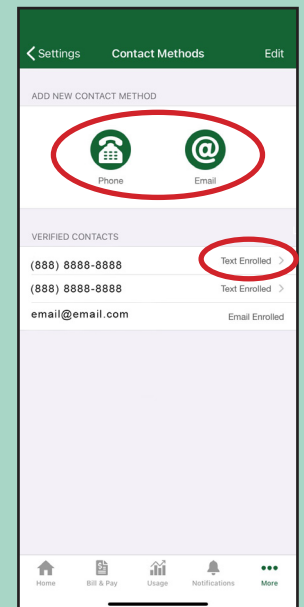 Settings Contact Methods Edit
ADD NEW CONTACT METHOD
Phone Email
VERIFIED CONTACTS
(888) 8888-8888 Text Enrolled
(888) 8888-8888 Text Enrolled
email@email.com Email Enrolled
Home Bill & Pay Usage Notifications More